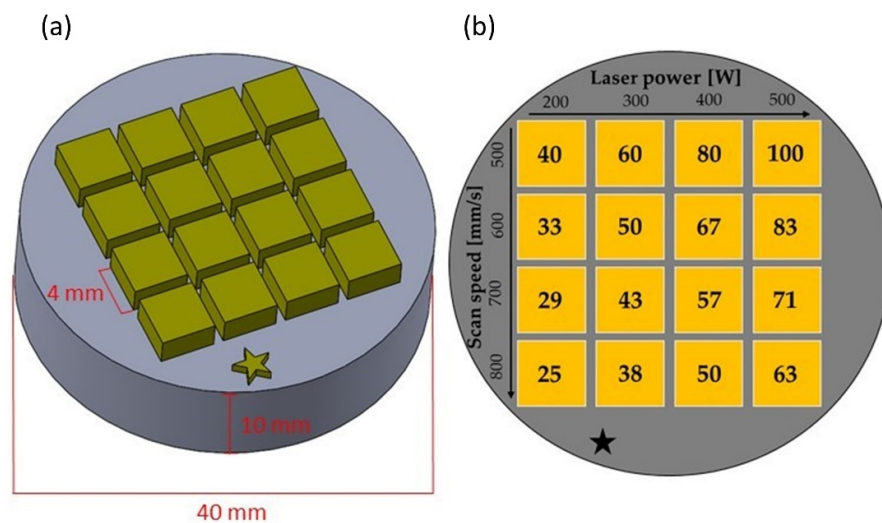 (a)
4 mm
10 mm
40 mm
(b)
Laser power [W]
200 300 400 500
Scan speed [mm/s]
500 40 60 80 100
600 33 50 67 83
700 29 43 57 71
800 25 38 50 63